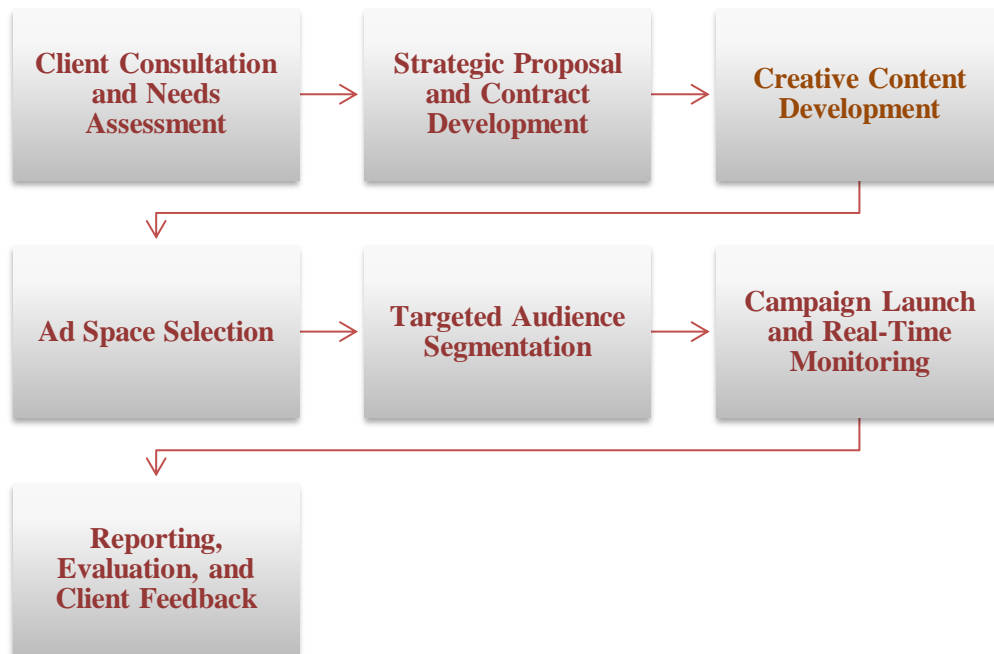 Client Consultation
and Needs
Assessment
Strategic Proposal
and Contract
Development
Creative Content
Development
Ad Space Selection
Targeted Audience
Segmentation
Campaign Launch
and Real-Time
Monitoring
Reporting,
Evaluation, and
Client Feedback